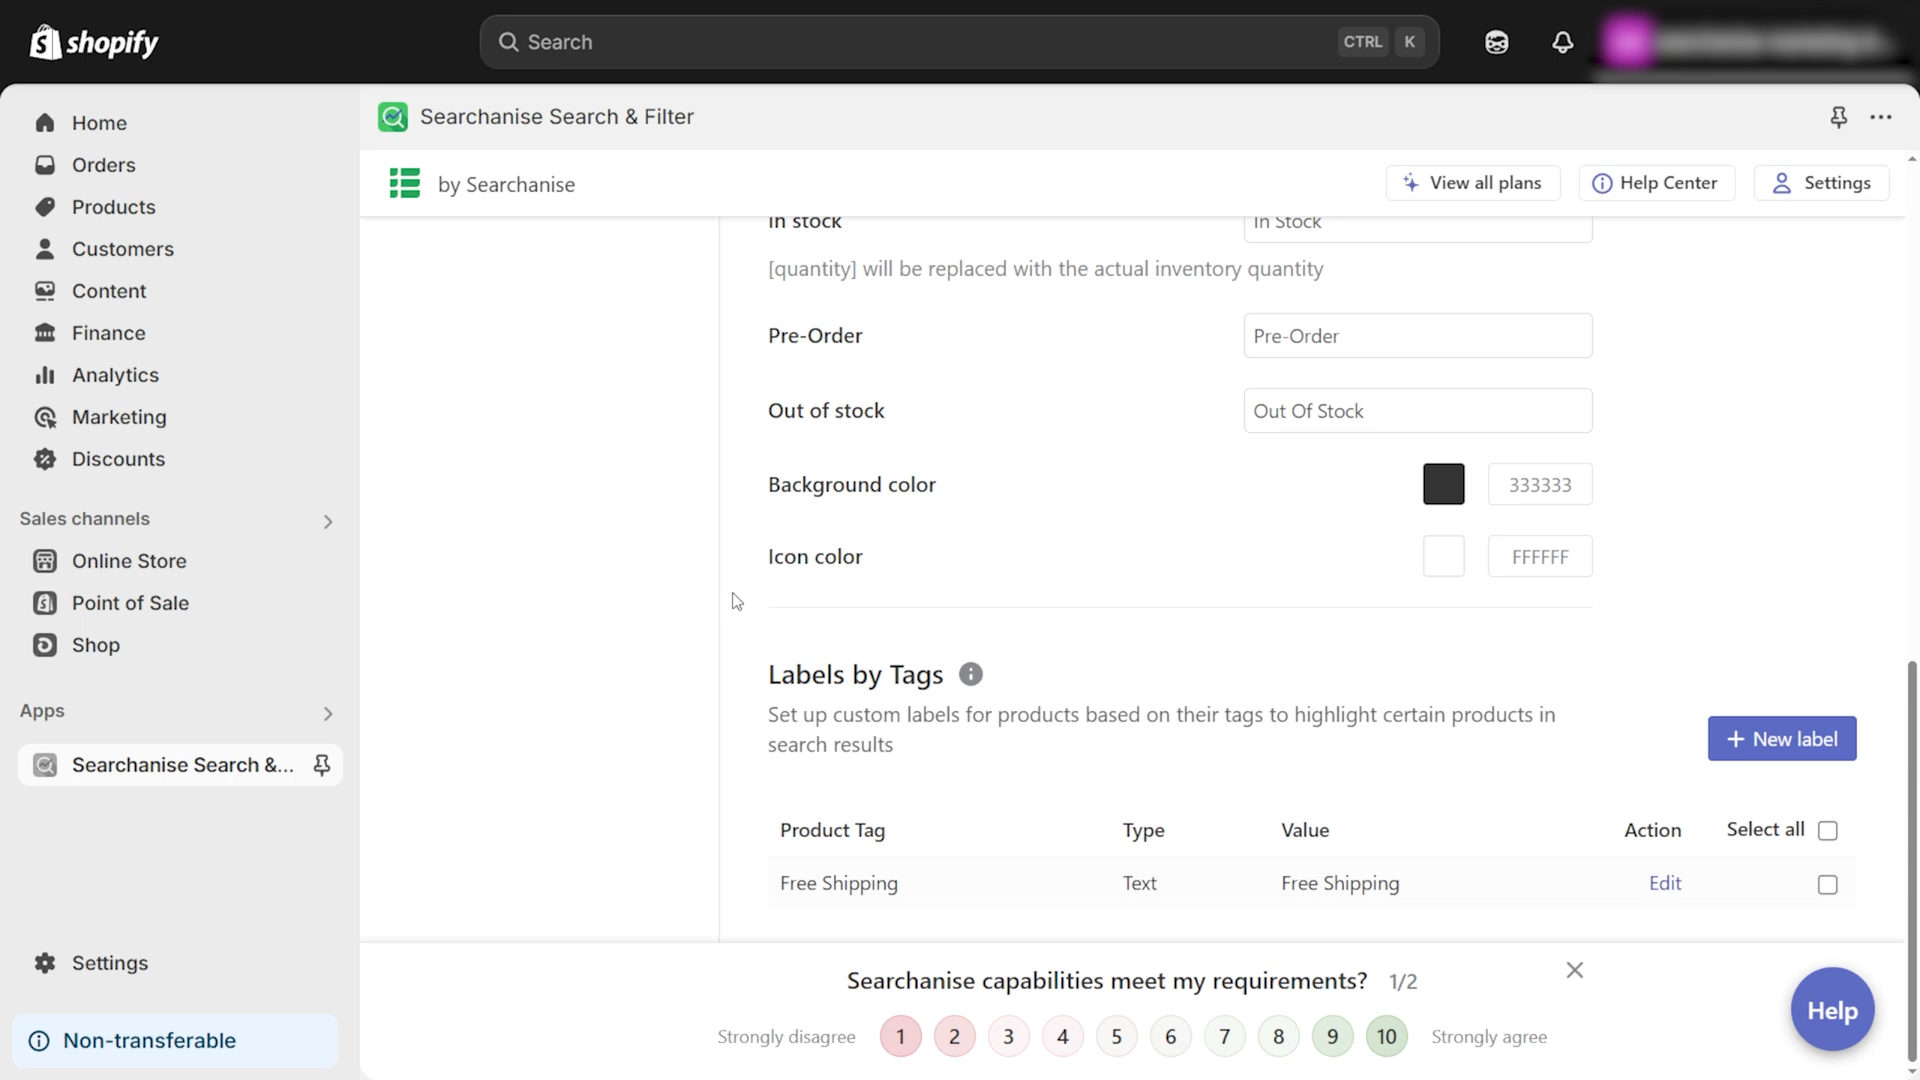 shopify
Search
CTRL K
Home
Orders
Products
Customers
Content
Finance
Analytics
Marketing
Discounts
Sales channels
Online Store
Point of Sale
Shop
Apps
Searchanise Search &...
Settings
Non-transferable
Searchanise Search & Filter
by Searchanise
View all plans
Help Center
Settings
In stock
In Stock
[quantity] will be replaced with the actual inventory quantity
Pre-Order
Pre-Order
Out of stock
Out Of Stock
Background color
333333
Icon color
FFFFFF
Labels by Tags
Set up custom labels for products based on their tags to highlight certain products in
search results
+ New label
Product Tag Type Value Action Select all
Free Shipping Text Free Shipping Edit
Searchanise capabilities meet my requirements? 1/2
Strongly disagree 1 2 3 4 5 6 7 8 9 10 Strongly agree
Help